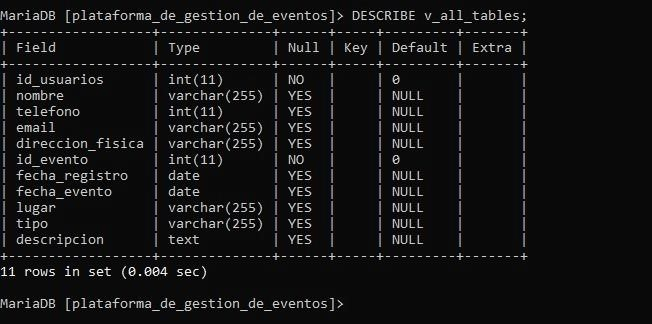 MariaDB [plataforma_de_gestion_de_eventos]> DESCRIBE v_all_tables;
+------------------+--------------+------+-----+---------+-------+
| Field            | Type         | Null | Key | Default | Extra |
+------------------+--------------+------+-----+---------+-------+
| id_usuarios      | int(11)      | NO   |     | 0       |       |
| nombre           | varchar(255) | YES  |     | NULL    |       |
| telefono         | int(11)      | YES  |     | NULL    |       |
| email            | varchar(255) | YES  |     | NULL    |       |
| direccion_fisica | varchar(255) | YES  |     | NULL    |       |
| id_evento        | int(11)      | NO   |     | 0       |       |
| fecha_registro   | date         | YES  |     | NULL    |       |
| fecha_evento     | date         | YES  |     | NULL    |       |
| lugar            | varchar(255) | YES  |     | NULL    |       |
| tipo             | varchar(255) | YES  |     | NULL    |       |
| descripcion      | text         | YES  |     | NULL    |       |
+------------------+--------------+------+-----+---------+-------+
11 rows in set (0.004 sec)
MariaDB [plataforma_de_gestion_de_eventos]>